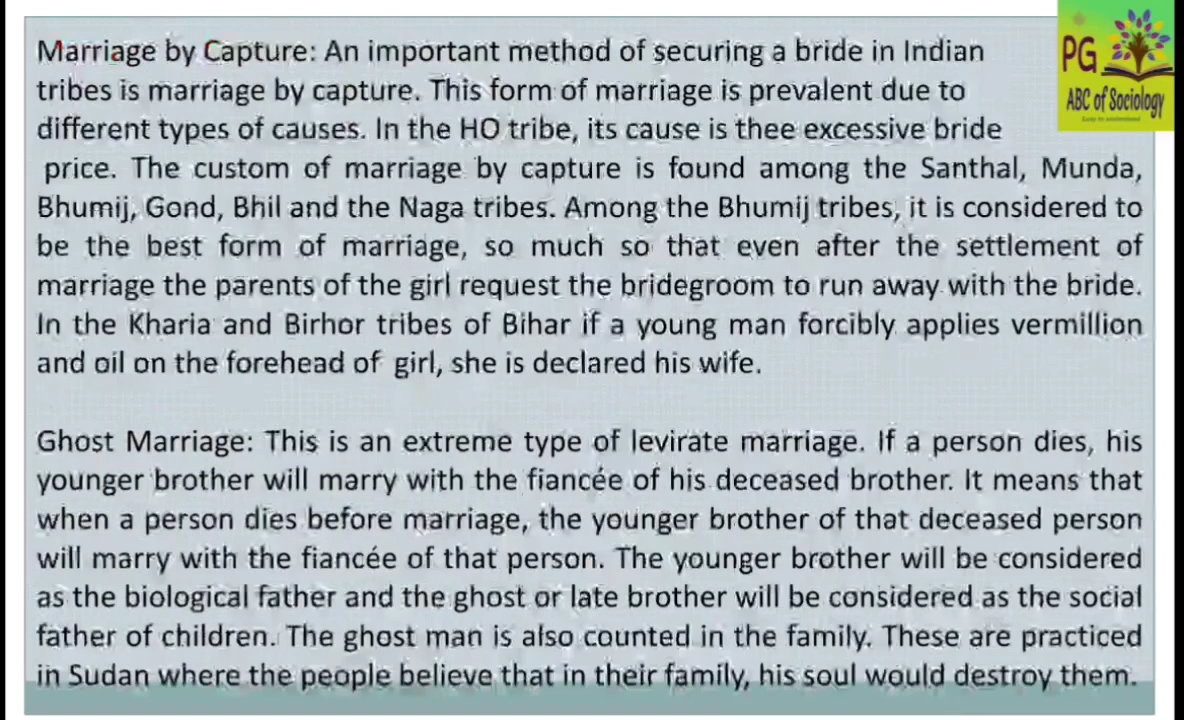 Marriage by Capture: An important method of securing a bride in Indian
tribes is marriage by capture. This form of marriage is prevalent due to
different types of causes. In the HO tribe, its cause is thee excessive bride
price. The custom of marriage by capture is found among the Santhal, Munda,
Bhumij, Gond, Bhil and the Naga tribes. Among the Bhumij tribes, it is considered to
be the best form of marriage, so much so that even after the settlement of
marriage the parents of the girl request the bridegroom to run away with the bride.
In the Kharia and Birhor tribes of Bihar if a young man forcibly applies vermillion
and oil on the forehead of girl, she is declared his wife.
Ghost Marriage: This is an extreme type of levirate marriage. If a person dies, his
younger brother will marry with the fiancée of his deceased brother. It means that
when a person dies before marriage, the younger brother of that deceased person
will marry with the fiancée of that person. The younger brother will be considered
as the biological father and the ghost or late brother will be considered as the social
father of children. The ghost man is also counted in the family. These are practiced
in Sudan where the people believe that in their family, his soul would destroy them.
PG
ABC of Sociology